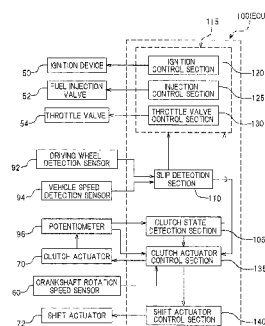 100(ECU)
115
IGNITION DEVICE
50
IGNITION CONTROL SECTION
120
FUEL INJECTION VALVE
52
INJECTION CONTROL SECTION
125
THROTTLE VALVE
54
THROTTLE VALVE CONTROL SECTION
130
DRIVING WHEEL DETECTION SENSOR
92
SLIP DETECTION SECTION
110
VEHICLE SPEED DETECTION SENSOR
94
POTENTIOMETER
96
CLUTCH STATE DETECTION SECTION
106
CLUTCH ACTUATOR
70
CLUTCH ACTUATOR CONTROL SECTION
135
CRANKSHAFT ROTATION SPEED SENSOR
60
SHIFT ACTUATOR
72
SHIFT ACTUATOR CONTROL SECTION
140